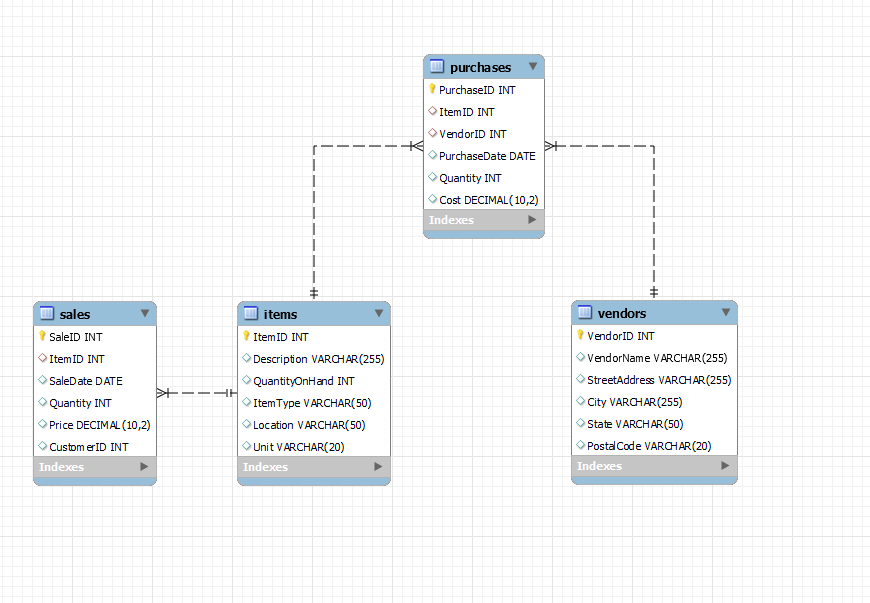 purchases
PurchaseID INT
ItemID INT
VendorID INT
PurchaseDate DATE
Quantity INT
Cost DECIMAL(10,2)
Indexes
sales
SaleID INT
ItemID INT
SaleDate DATE
Quantity INT
Price DECIMAL(10,2)
CustomerID INT
Indexes
items
ItemID INT
Description VARCHAR(255)
QuantityOnHand INT
ItemType VARCHAR(50)
Location VARCHAR(50)
Unit VARCHAR(20)
Indexes
vendors
VendorID INT
VendorName VARCHAR(255)
StreetAddress VARCHAR(255)
City VARCHAR(255)
State VARCHAR(50)
PostalCode VARCHAR(20)
Indexes